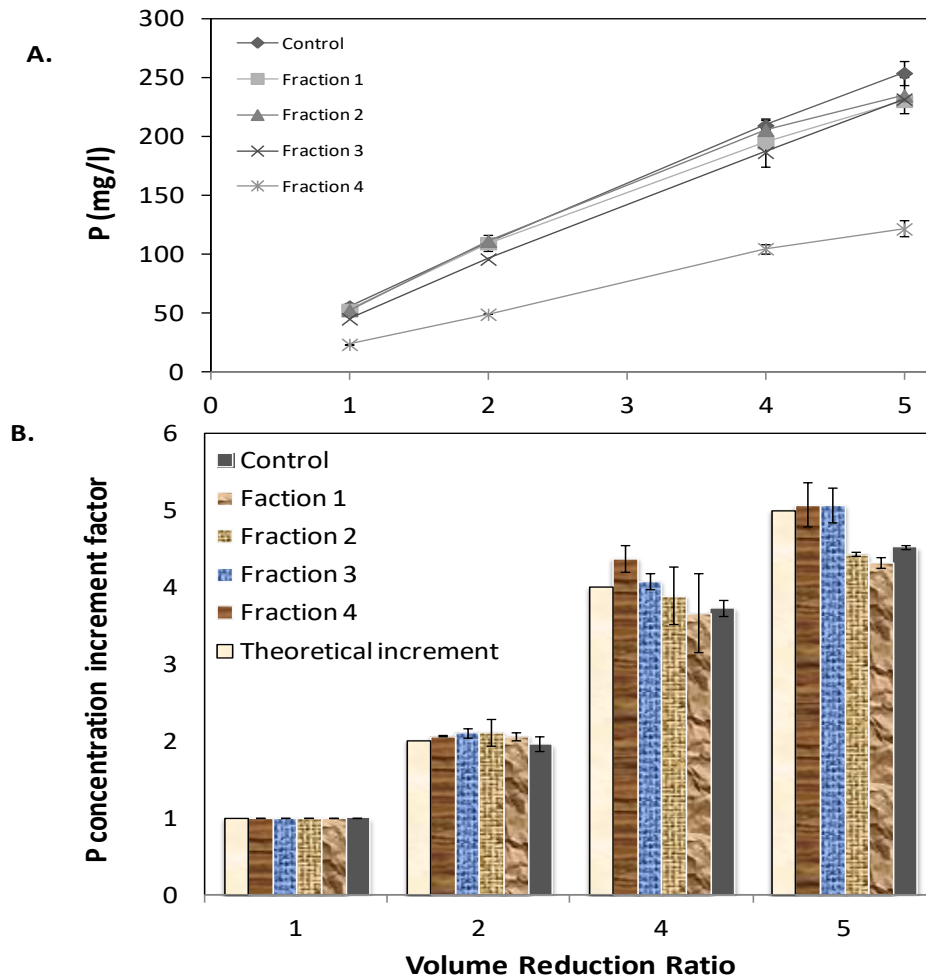 A.
P (mg/l)
300
250
200
150
100
50
0
Control
Fraction 1
Fraction 2
Fraction 3
Fraction 4
0 1 2 3 4 5
B.
P concentration increment factor
6
5
4
3
2
1
0
Control
Faction 1
Fraction 2
Fraction 3
Fraction 4
Theoretical increment
1 2 4 5
Volume Reduction Ratio